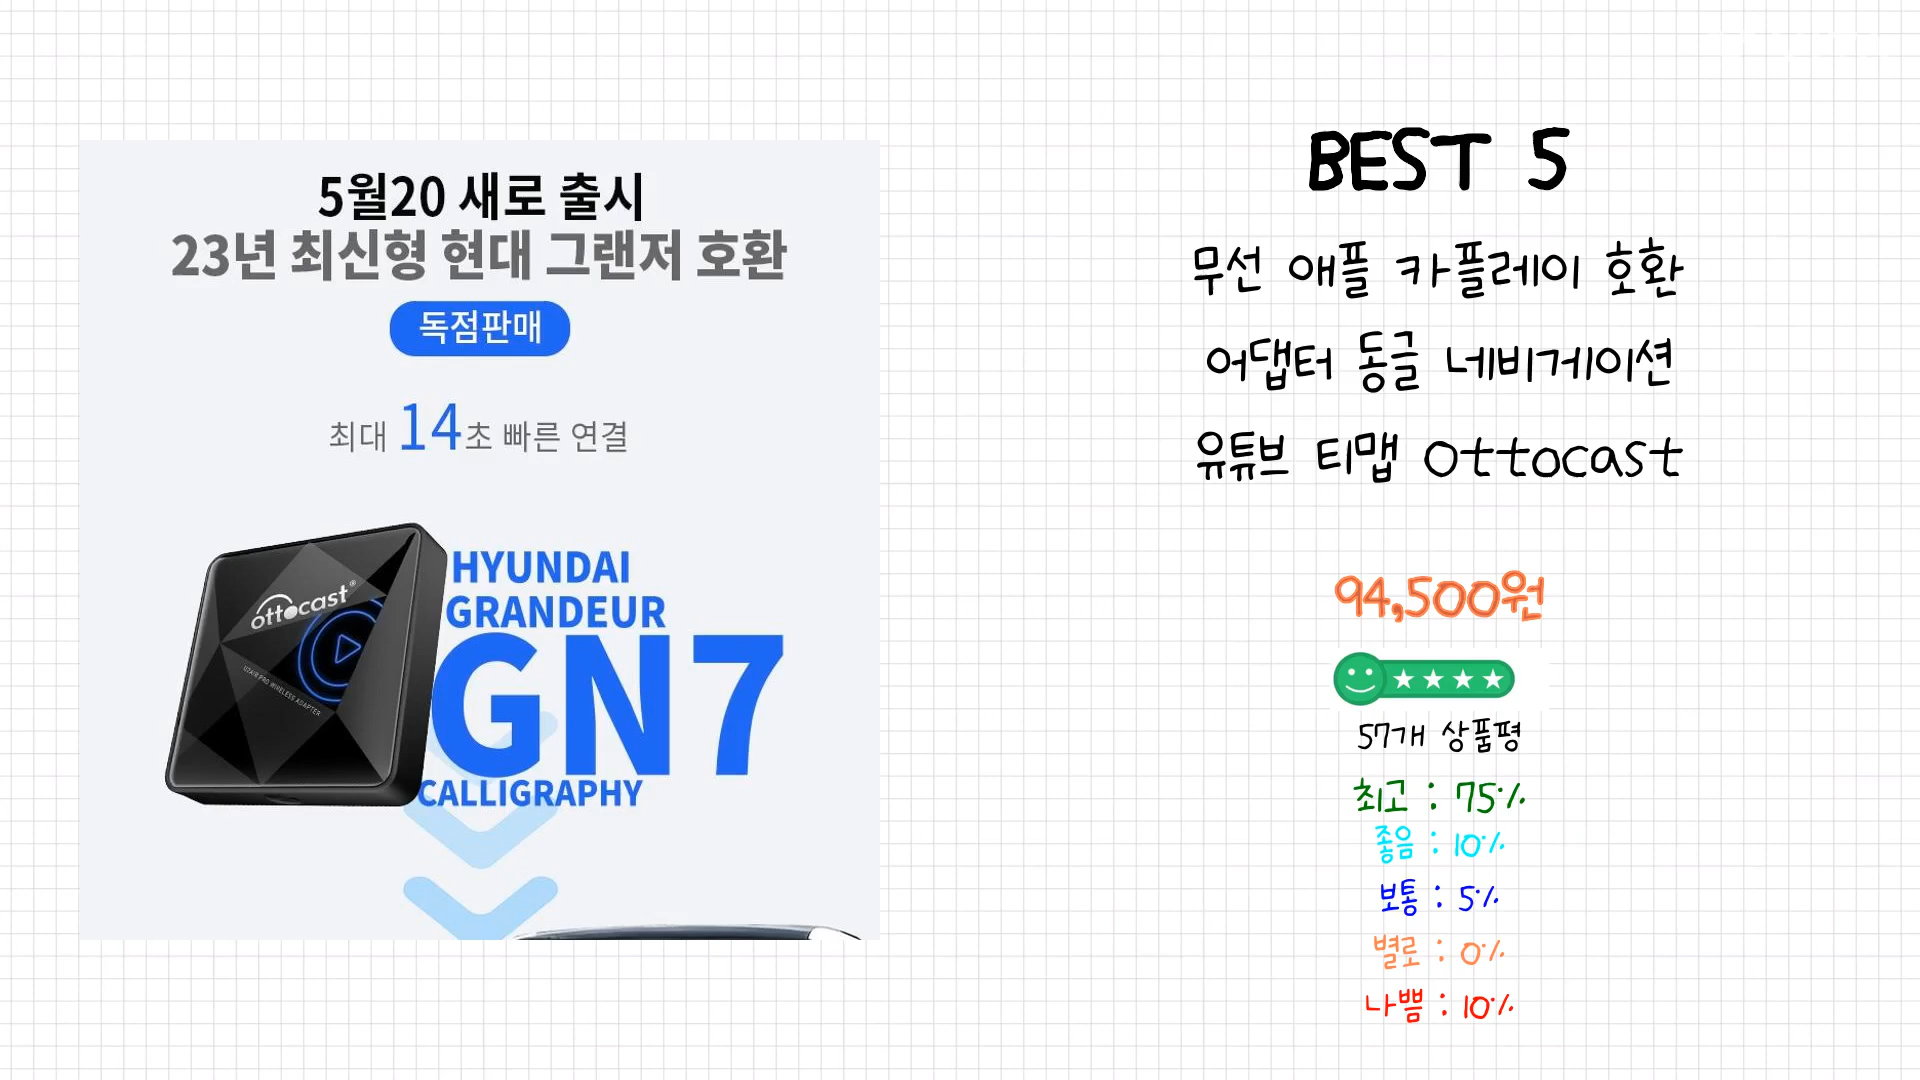 5월20 새로 출시
23년 최신형 현대 그랜저 호환
독점판매
최대 14초 빠른 연결
ottocast®
U2AIR PRO WIRELESS ADAPTER
HYUNDAI
GRANDEUR
GN7
CALLIGRAPHY
BEST 5
무선 애플 카플레이 호환
어댑터 동글 네비게이션
유튜브 티맵 Ottocast
94,500원
57개 상품평
최고 : 75%
좋음 : 10%
보통 : 5%
별로 : 0%
나쁨 : 10%